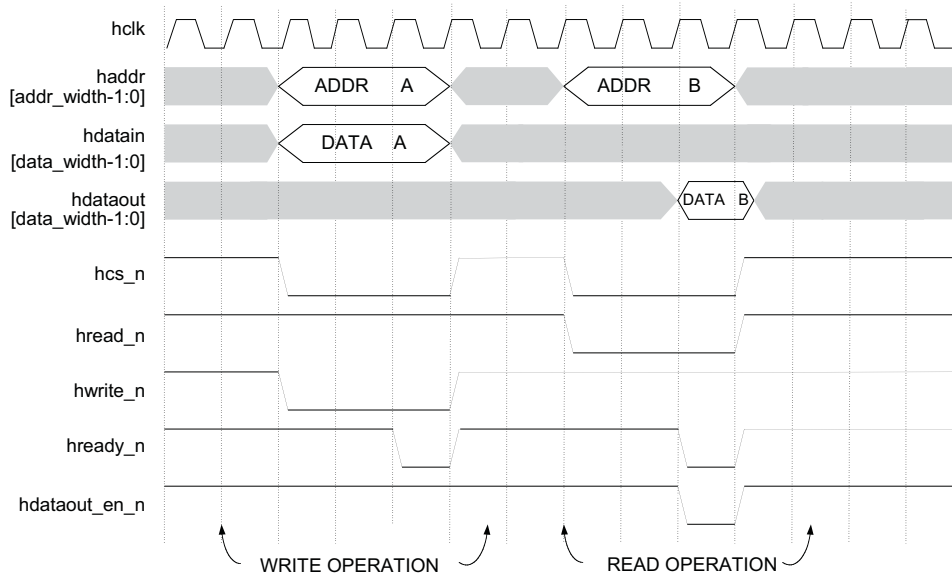 hclk
haddr
[addr_width-1:0]
ADDR A
ADDR B
hdatain
[data_width-1:0]
DATA A
hdataout
[data_width-1:0]
DATA B
hcs_n
hread_n
hwrite_n
hready_n
hdataout_en_n
WRITE OPERATION
READ OPERATION